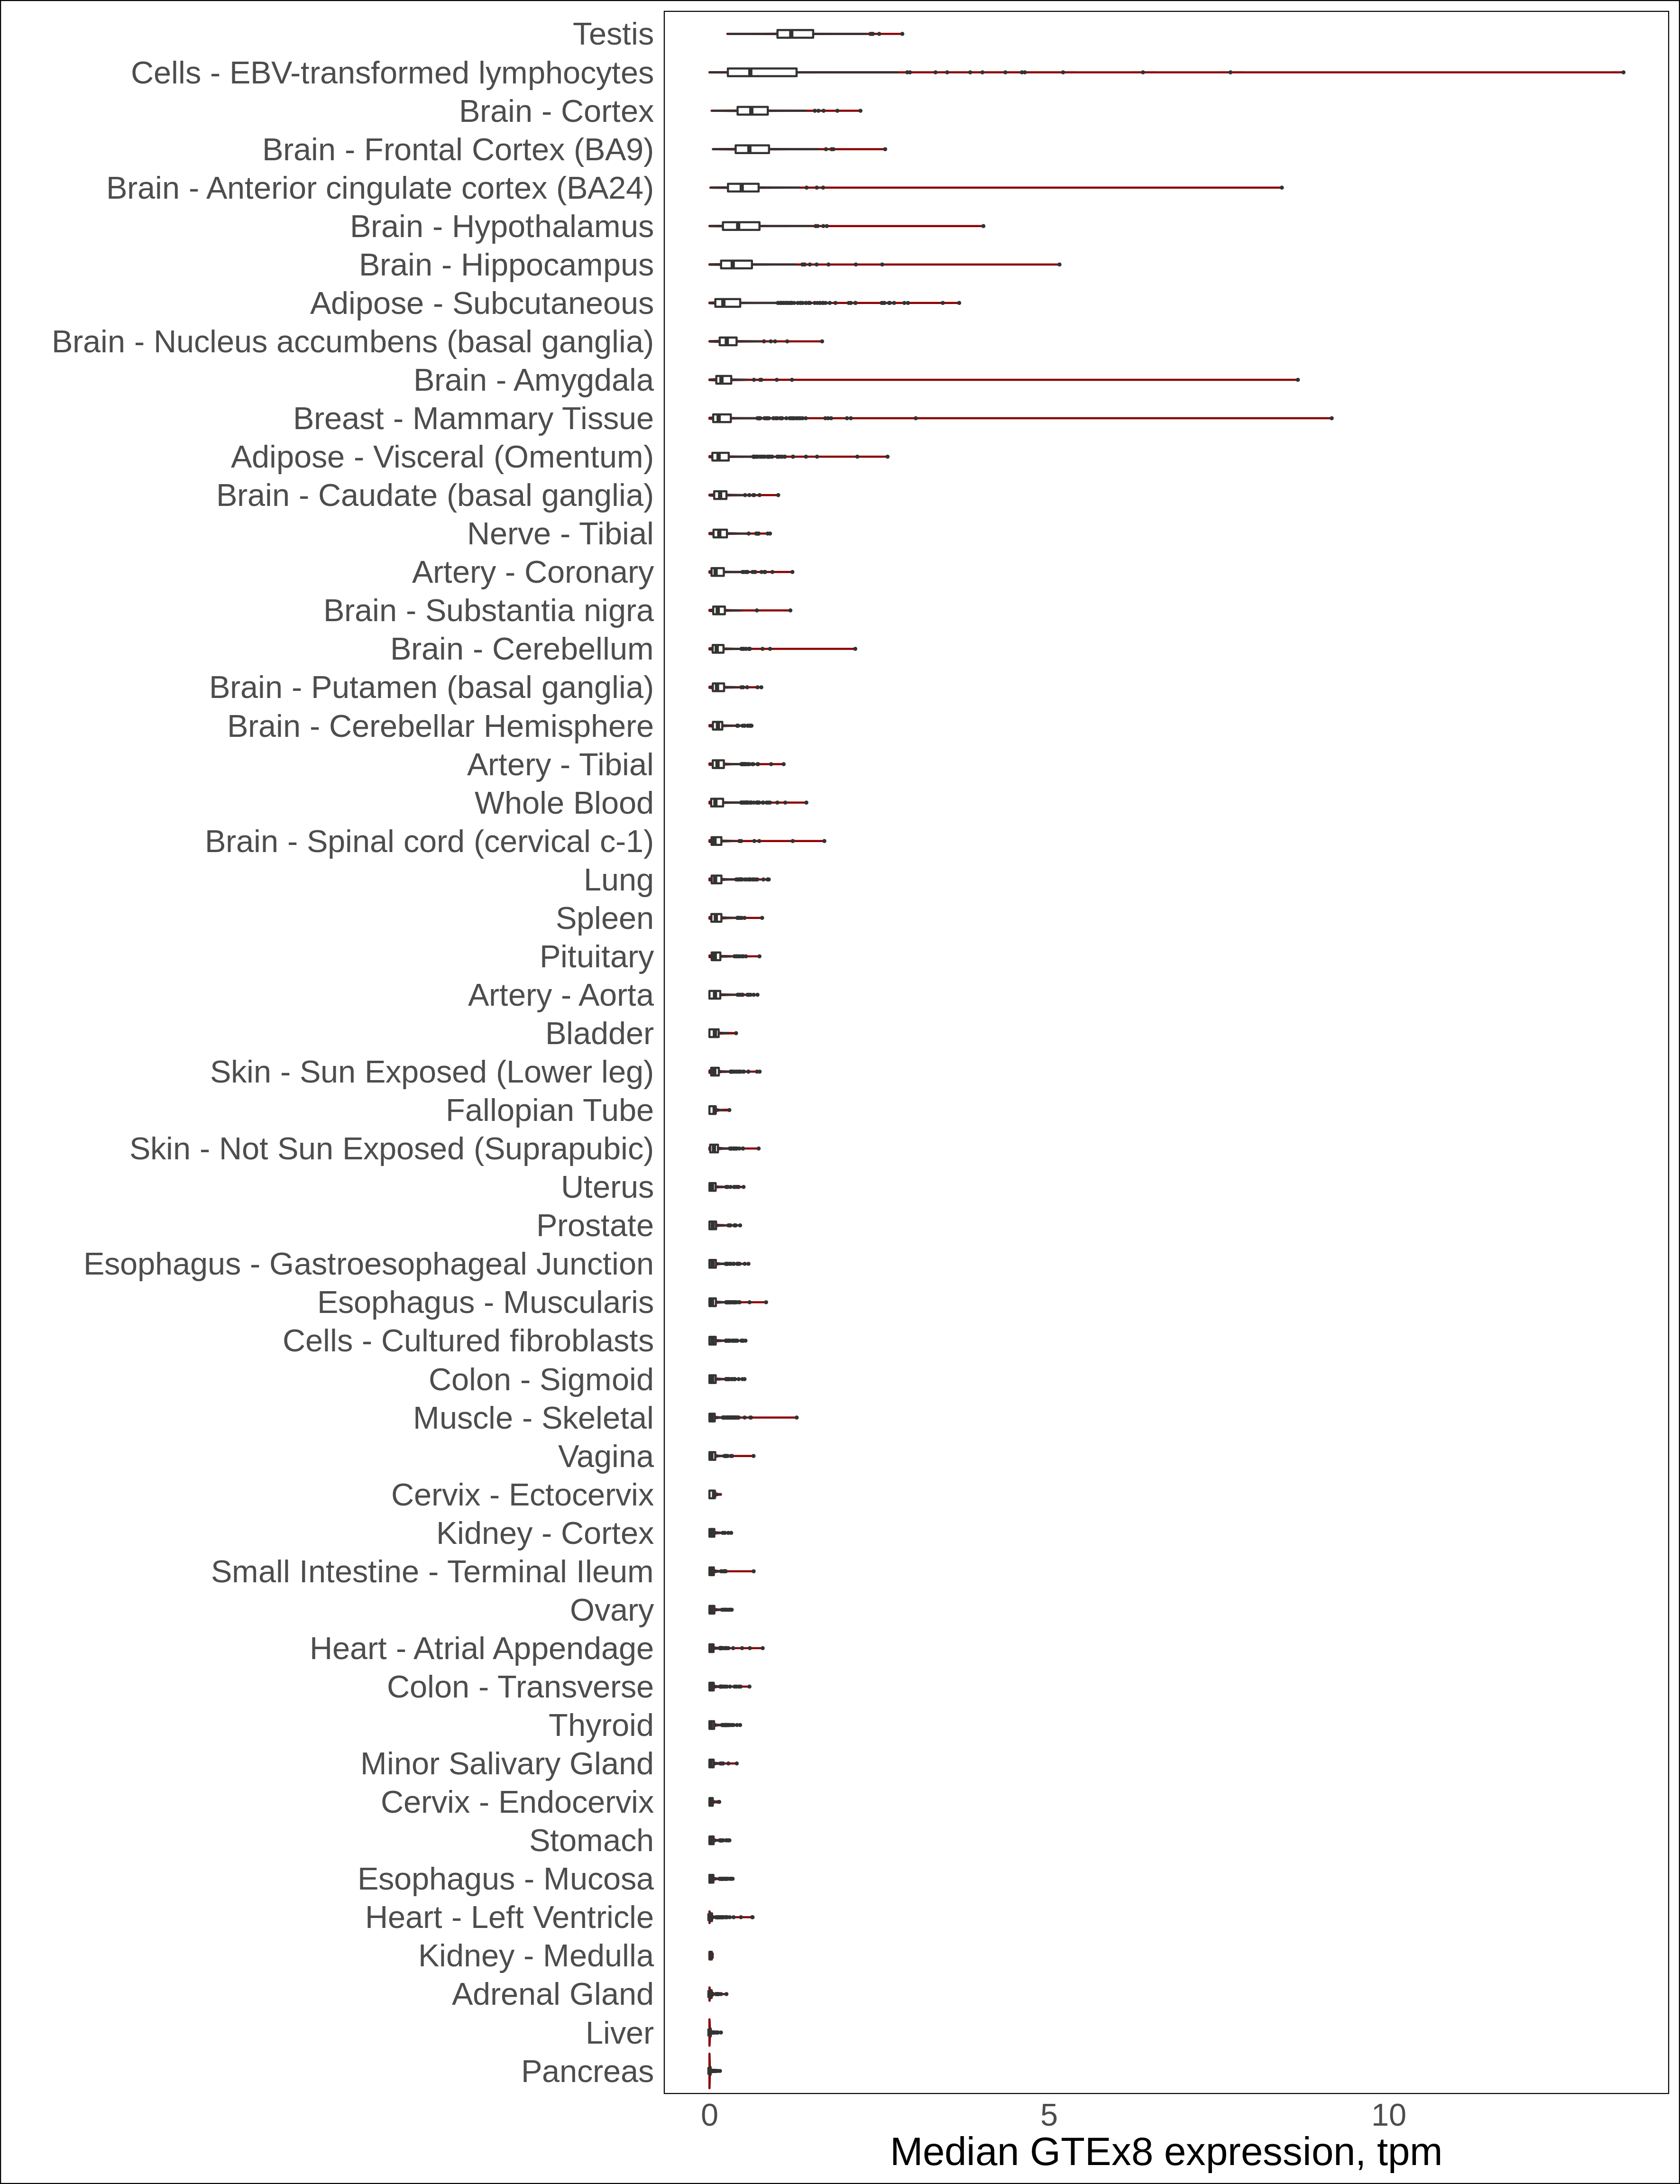 Testis
Cells - EBV-transformed lymphocytes
Brain - Cortex
Brain - Frontal Cortex (BA9)
Brain - Anterior cingulate cortex (BA24)
Brain - Hypothalamus
Brain - Hippocampus
Adipose - Subcutaneous
Brain - Nucleus accumbens (basal ganglia)
Brain - Amygdala
Breast - Mammary Tissue
Adipose - Visceral (Omentum)
Brain - Caudate (basal ganglia)
Nerve - Tibial
Artery - Coronary
Brain - Substantia nigra
Brain - Cerebellum
Brain - Putamen (basal ganglia)
Brain - Cerebellar Hemisphere
Artery - Tibial
Whole Blood
Brain - Spinal cord (cervical c-1)
Lung
Spleen
Pituitary
Artery - Aorta
Bladder
Skin - Sun Exposed (Lower leg)
Fallopian Tube
Skin - Not Sun Exposed (Suprapubic)
Uterus
Prostate
Esophagus - Gastroesophageal Junction
Esophagus - Muscularis
Cells - Cultured fibroblasts
Colon - Sigmoid
Muscle - Skeletal
Vagina
Cervix - Ectocervix
Kidney - Cortex
Small Intestine - Terminal Ileum
Ovary
Heart - Atrial Appendage
Colon - Transverse
Thyroid
Minor Salivary Gland
Cervix - Endocervix
Stomach
Esophagus - Mucosa
Heart - Left Ventricle
Kidney - Medulla
Adrenal Gland
Liver
Pancreas
0 5 10
Median GTEx8 expression, tpm